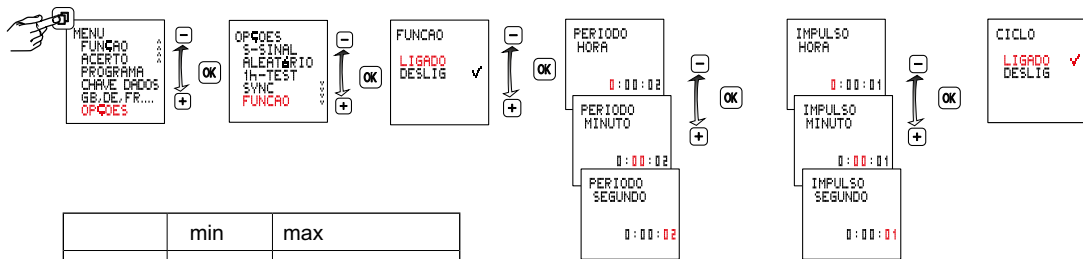 MENU
FUNÇAO
ACERTO
PROGRAMA
CHAVE DADOS
GB,DE,FR....
OPÇOES
−
OK
+
OPÇOES
S-SINAL
ALEATÓRIO
1h-TEST
SYNC
FUNCAO
−
OK
+
FUNCAO
LIGADO
DESLIG ✓
−
OK
+
PERIODO
HORA
0:00:02
PERIODO
MINUTO
0:00:02
PERIODO
SEGUNDO
0:00:02
−
OK
+
IMPULSO
HORA
0:00:01
IMPULSO
MINUTO
0:00:01
IMPULSO
SEGUNDO
0:00:01
−
OK
+
CICLO
LIGADO ✓
DESLIG
min max